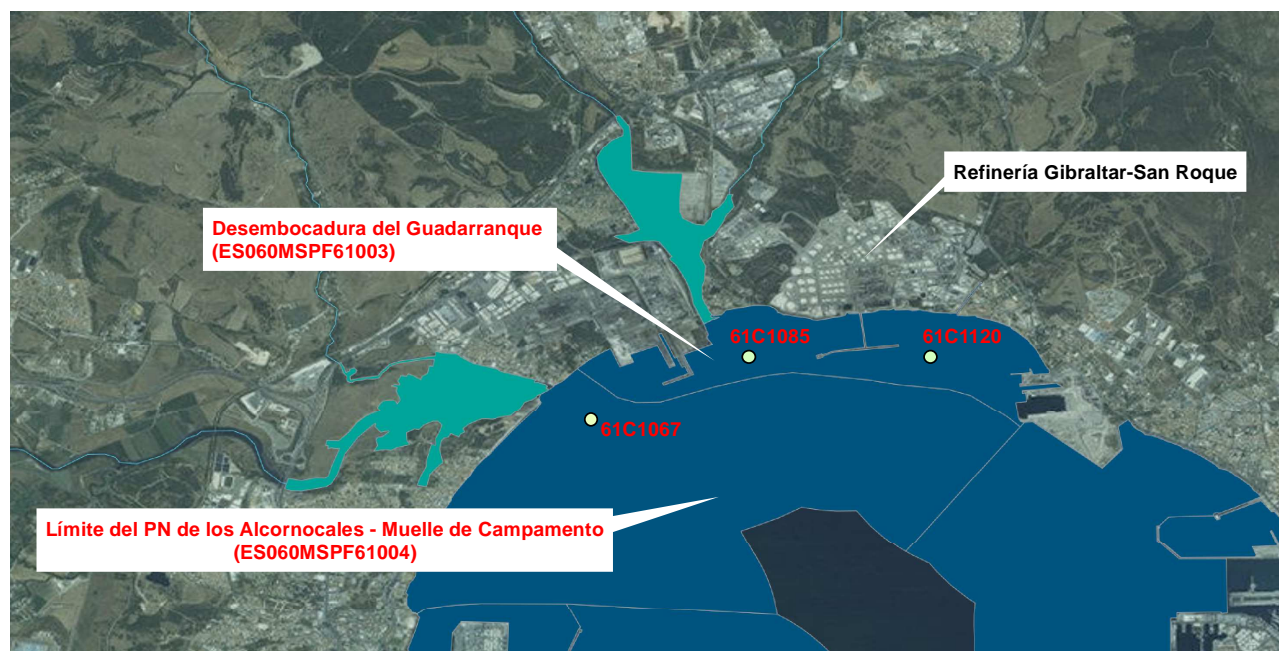 Refinería Gibraltar-San Roque
Desembocadura del Guadarranque
(ES060MSPF61003)
61C1085
61C1120
61C1067
Límite del PN de los Alcornocales - Muelle de Campamento
(ES060MSPF61004)